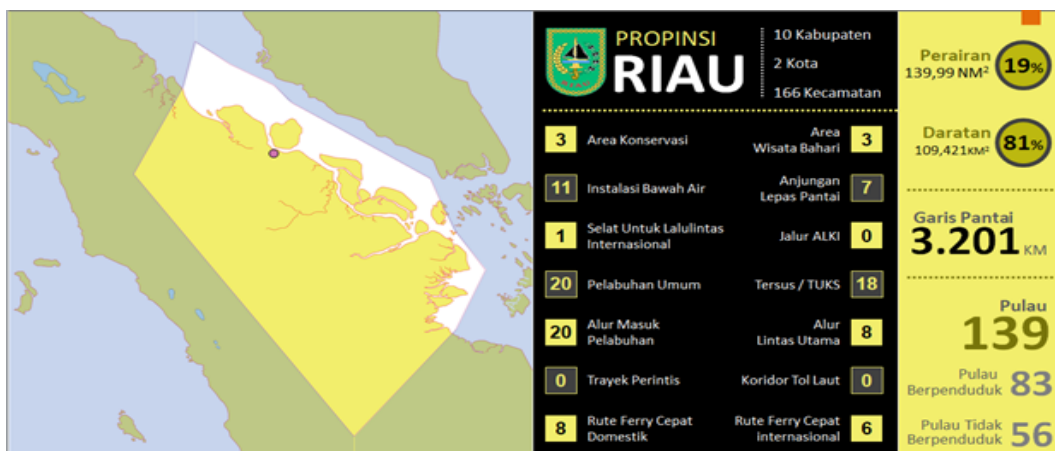 PROPINSI
RIAU
10 Kabupaten
2 Kota
166 Kecamatan
3 Area Konservasi
Area
Wisata Bahari 3
11 Instalasi Bawah Air
Anjungan
Lepas Pantai 7
1 Selat Untuk Lalulintas
Internasional
Jalur ALKI 0
20 Pelabuhan Umum
Tersus / TUKS 18
20 Alur Masuk
Pelabuhan
Alur
Lintas Utama 8
0 Trayek Perintis
Koridor Tol Laut 0
8 Rute Ferry Cepat
Domestik
Rute Ferry Cepat
internasional 6
Perairan
139,99 NM²
19%
Daratan
109,421KM²
81%
Garis Pantai
3.201 KM
Pulau
139
Pulau
Berpenduduk 83
Pulau Tidak
Berpenduduk 56